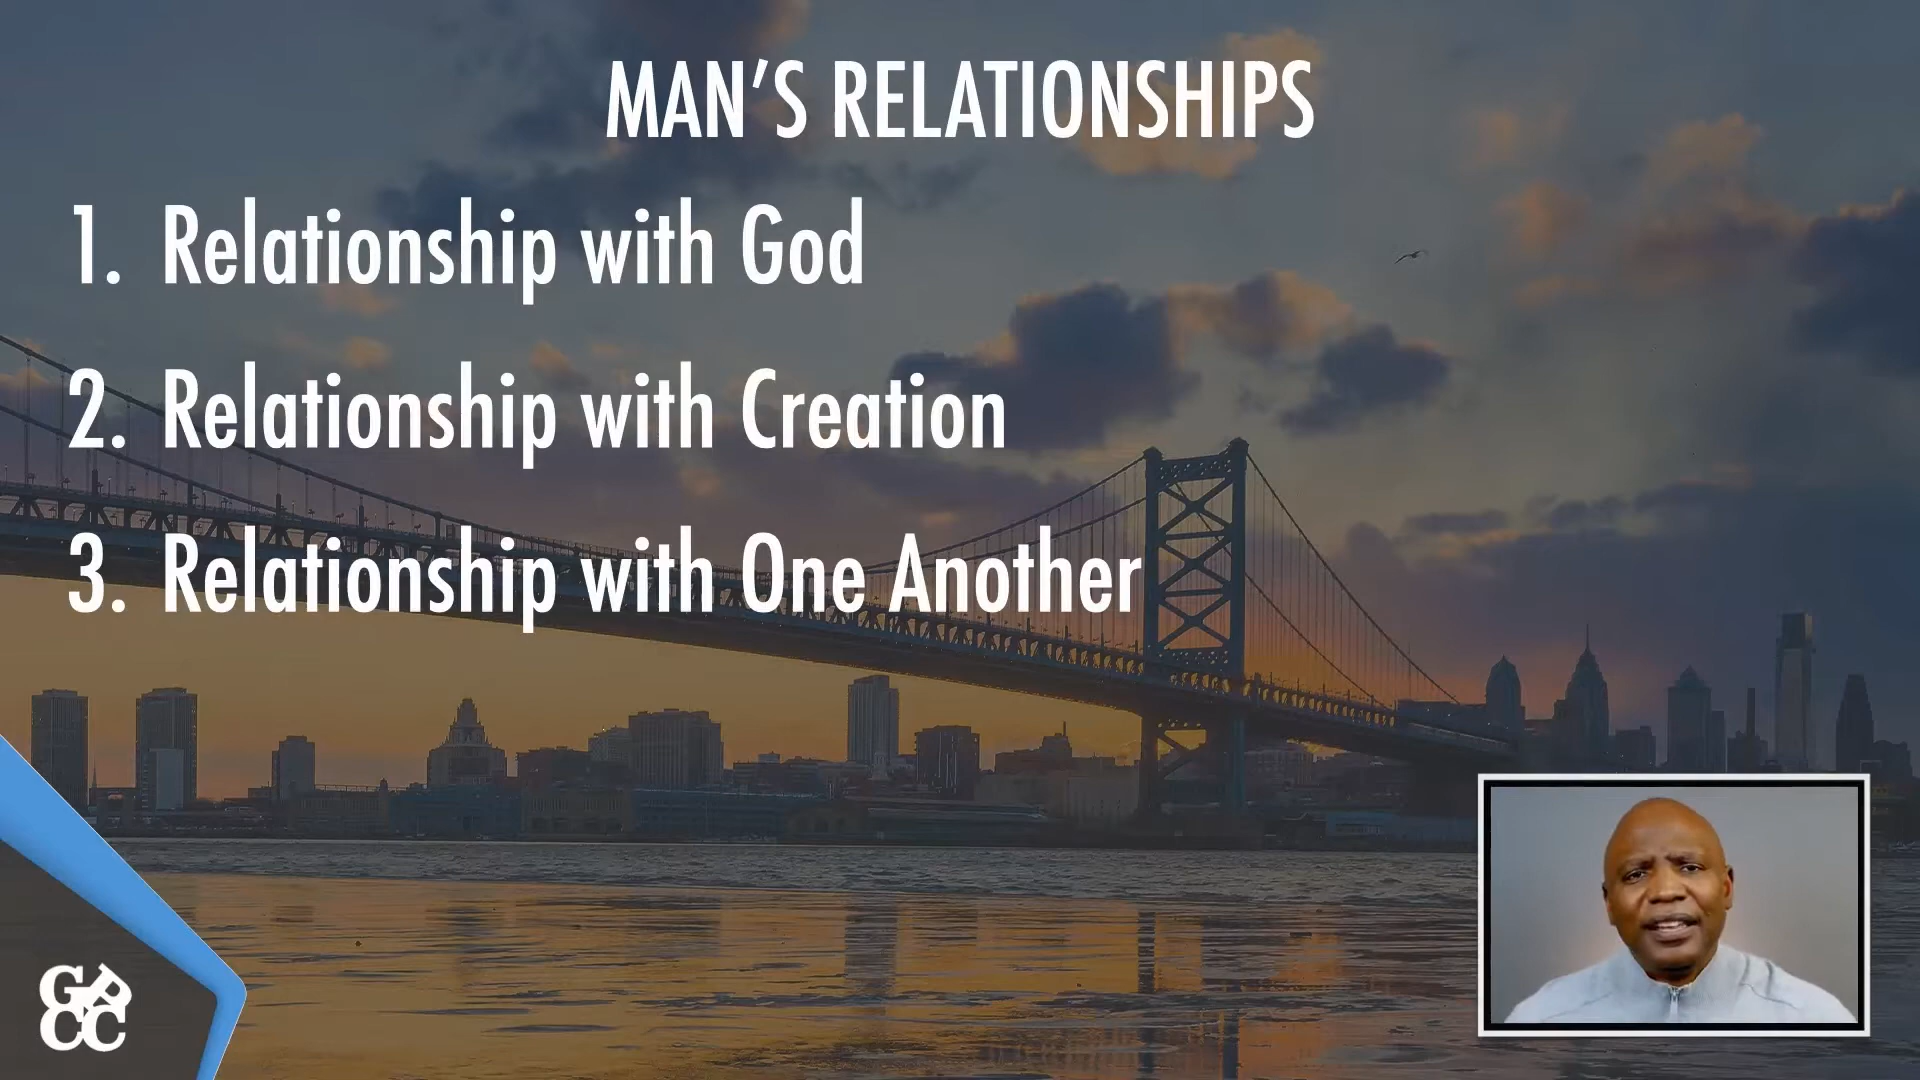 MAN'S RELATIONSHIPS
1. Relationship with God
2. Relationship with Creation
3. Relationship with One Another